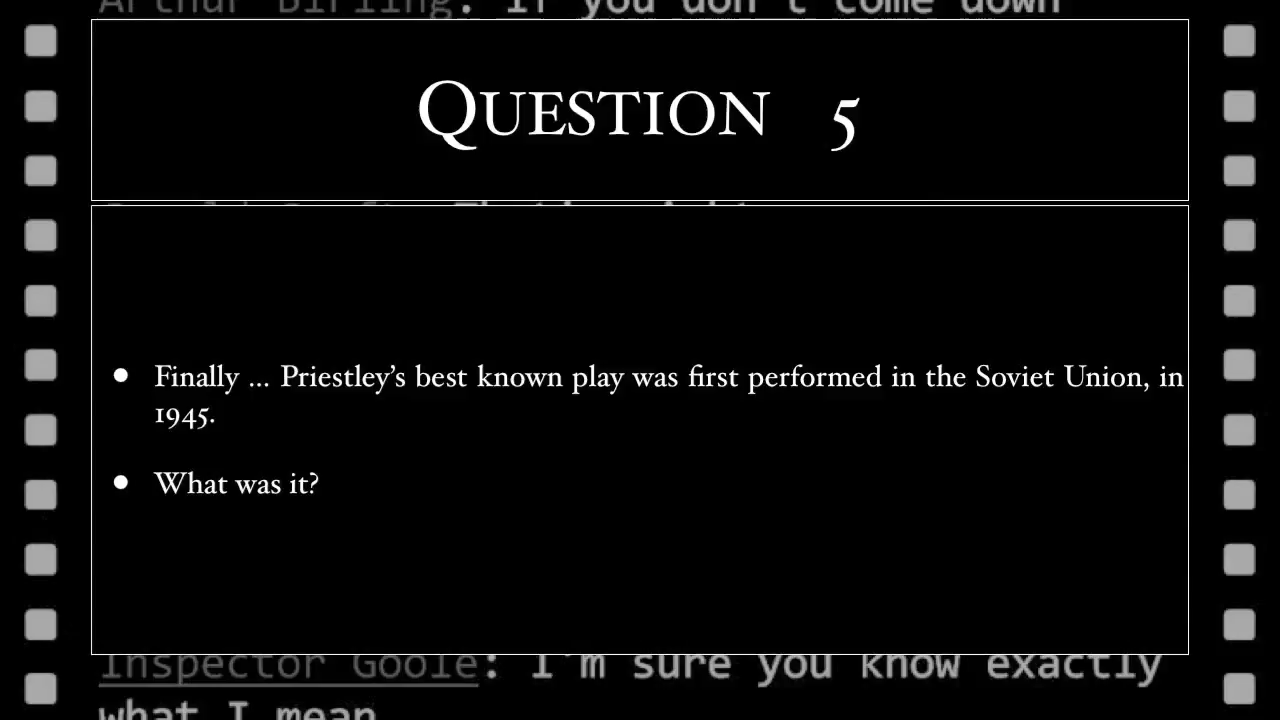 Arthur Birling: If you don't come down
QUESTION 5
● Finally ... Priestley's best known play was first performed in the Soviet Union, in
1945.
● What was it?
Inspector Goole: I'm sure you know exactly
what I mean